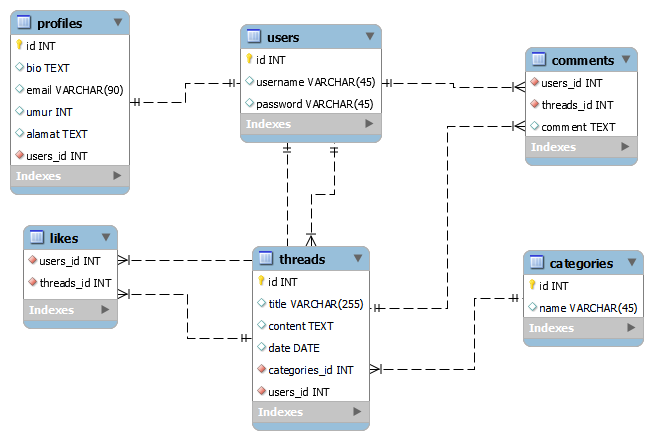 profiles
id INT
bio TEXT
email VARCHAR(90)
umur INT
alamat TEXT
users_id INT
Indexes
users
id INT
username VARCHAR(45)
password VARCHAR(45)
Indexes
comments
users_id INT
threads_id INT
comment TEXT
Indexes
likes
users_id INT
threads_id INT
Indexes
threads
id INT
title VARCHAR(255)
content TEXT
date DATE
categories_id INT
users_id INT
Indexes
categories
id INT
name VARCHAR(45)
Indexes